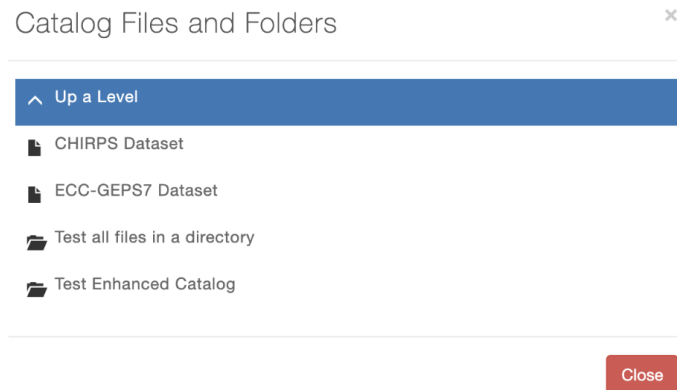 Catalog Files and Folders
×
Up a Level
CHIRPS Dataset
ECC-GEPS7 Dataset
Test all files in a directory
Test Enhanced Catalog
Close